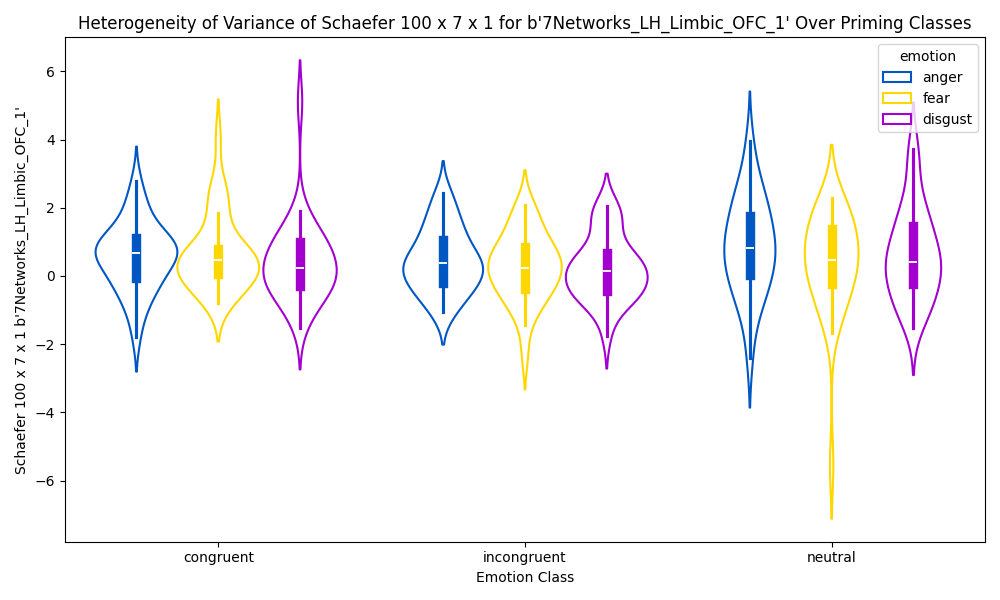 Heterogeneity of Variance of Schaefer 100 x 7 x 1 for b'7Networks_LH_Limbic_OFC_1' Over Priming Classes
Schaefer 100 x 7 x 1 b'7Networks_LH_Limbic_OFC_1'
6
4
2
0
−2
−4
−6
emotion
anger
fear
disgust
congruent
incongruent
neutral
Emotion Class